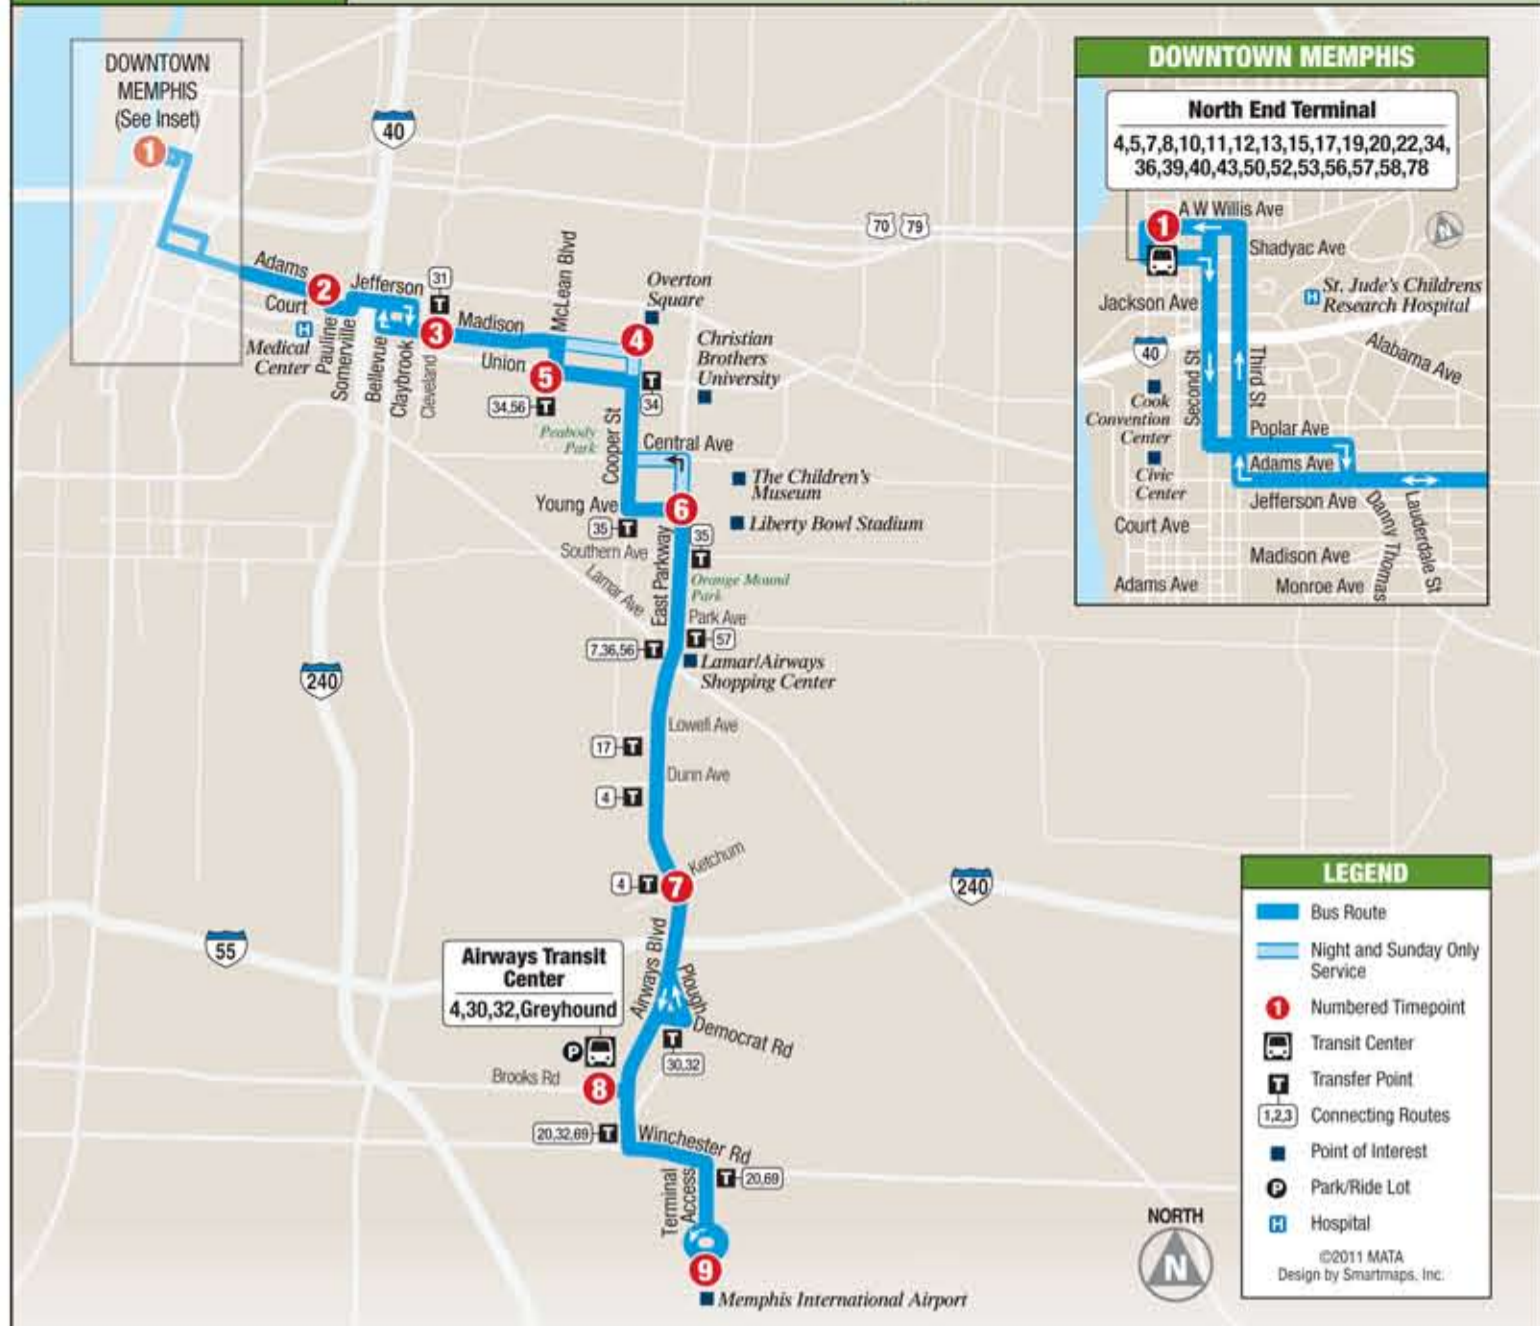 DOWNTOWN
MEMPHIS
(See Inset)
1
40
70
79
Adams
2
Jefferson
31
T
Court
H
Medical
Center
Pauline
Somerville
Bellevue
Claybrook
Cleveland
3
Madison
McLean Blvd
Union
5
34,56
T
4
Overton
Square
Christian
Brothers
University
T
34
Peabody
Park
Cooper St
Central Ave
The Children's
Museum
Young Ave
6
Liberty Bowl Stadium
35
T
35
T
Southern Ave
Lamar Ave
East Parkway
Orange Mound
Park
Park Ave
T
57
7,36,56
T
Lamar/Airways
Shopping Center
240
Lowell Ave
17
T
Dunn Ave
4
T
Ketchum
4
T
7
240
55
Airways Blvd
Plough
Airways Transit
Center
4,30,32,Greyhound
Democrat Rd
P
T
30,32
Brooks Rd
8
20,32,69
T
Winchester Rd
T
20,69
Terminal
Access
9
Memphis International Airport
DOWNTOWN MEMPHIS
North End Terminal
4,5,7,8,10,11,12,13,15,17,19,20,22,34,
36,39,40,43,50,52,53,56,57,58,78
A W Willis Ave
1
Shadyac Ave
N
H
St. Jude's Childrens
Research Hospital
Jackson Ave
40
Alabama Ave
Second St
Third St
Cook
Convention
Center
Poplar Ave
Civic
Center
Adams Ave
Jefferson Ave
Court Ave
Danny Thomas
Lauderdale St
Madison Ave
Adams Ave
Monroe Ave
LEGEND
Bus Route
Night and Sunday Only
Service
1
Numbered Timepoint
Transit Center
T
Transfer Point
1,2,3
Connecting Routes
Point of Interest
P
Park/Ride Lot
H
Hospital
©2011 MATA
Design by Smartmaps, Inc.
NORTH
N